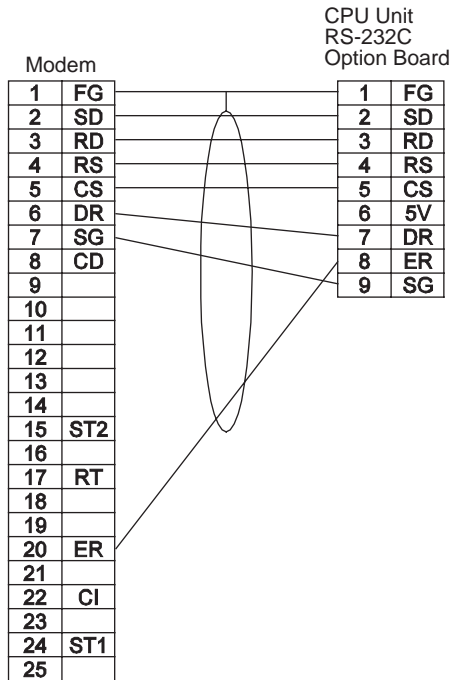 CPU Unit
RS-232C
Option Board
Modem
1 FG
2 SD
3 RD
4 RS
5 CS
6 DR
7 SG
8 CD
9
10
11
12
13
14
15 ST2
16
17 RT
18
19
20 ER
21
22 CI
23
24 ST1
25
1 FG
2 SD
3 RD
4 RS
5 CS
6 5V
7 DR
8 ER
9 SG